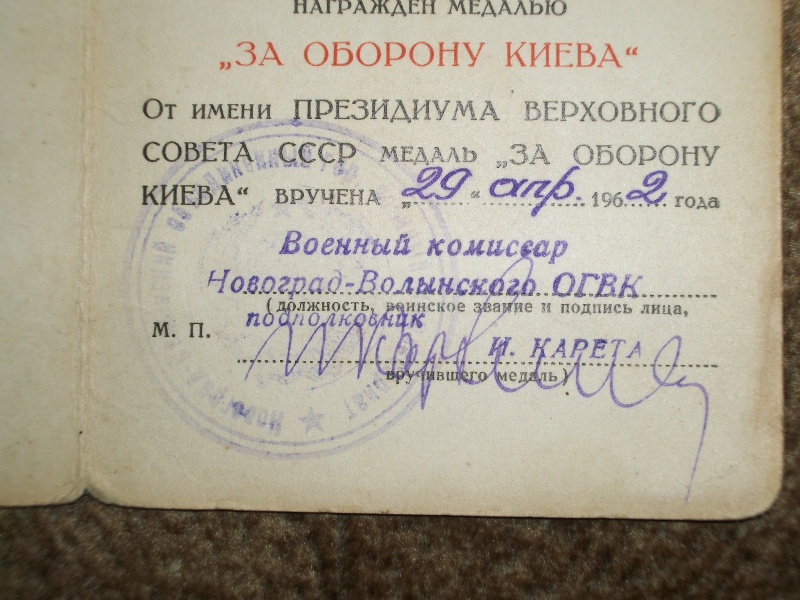 НАГРАЖДЕН МЕДАЛЬЮ
„ЗА ОБОРОНУ КИЕВА“
От имени ПРЕЗИДИУМА ВЕРХОВНОГО
СОВЕТА СССР МЕДАЛЬ „ЗА ОБОРОНУ
КИЕВА“ ВРУЧЕНА „29“ апр. 1962 года
Военный комиссар
Новоград-Волынского ОГВК
(должность, воинское звание и подпись лица,
подполковник
М. П.
И. КАРЕТА
вручившего медаль)